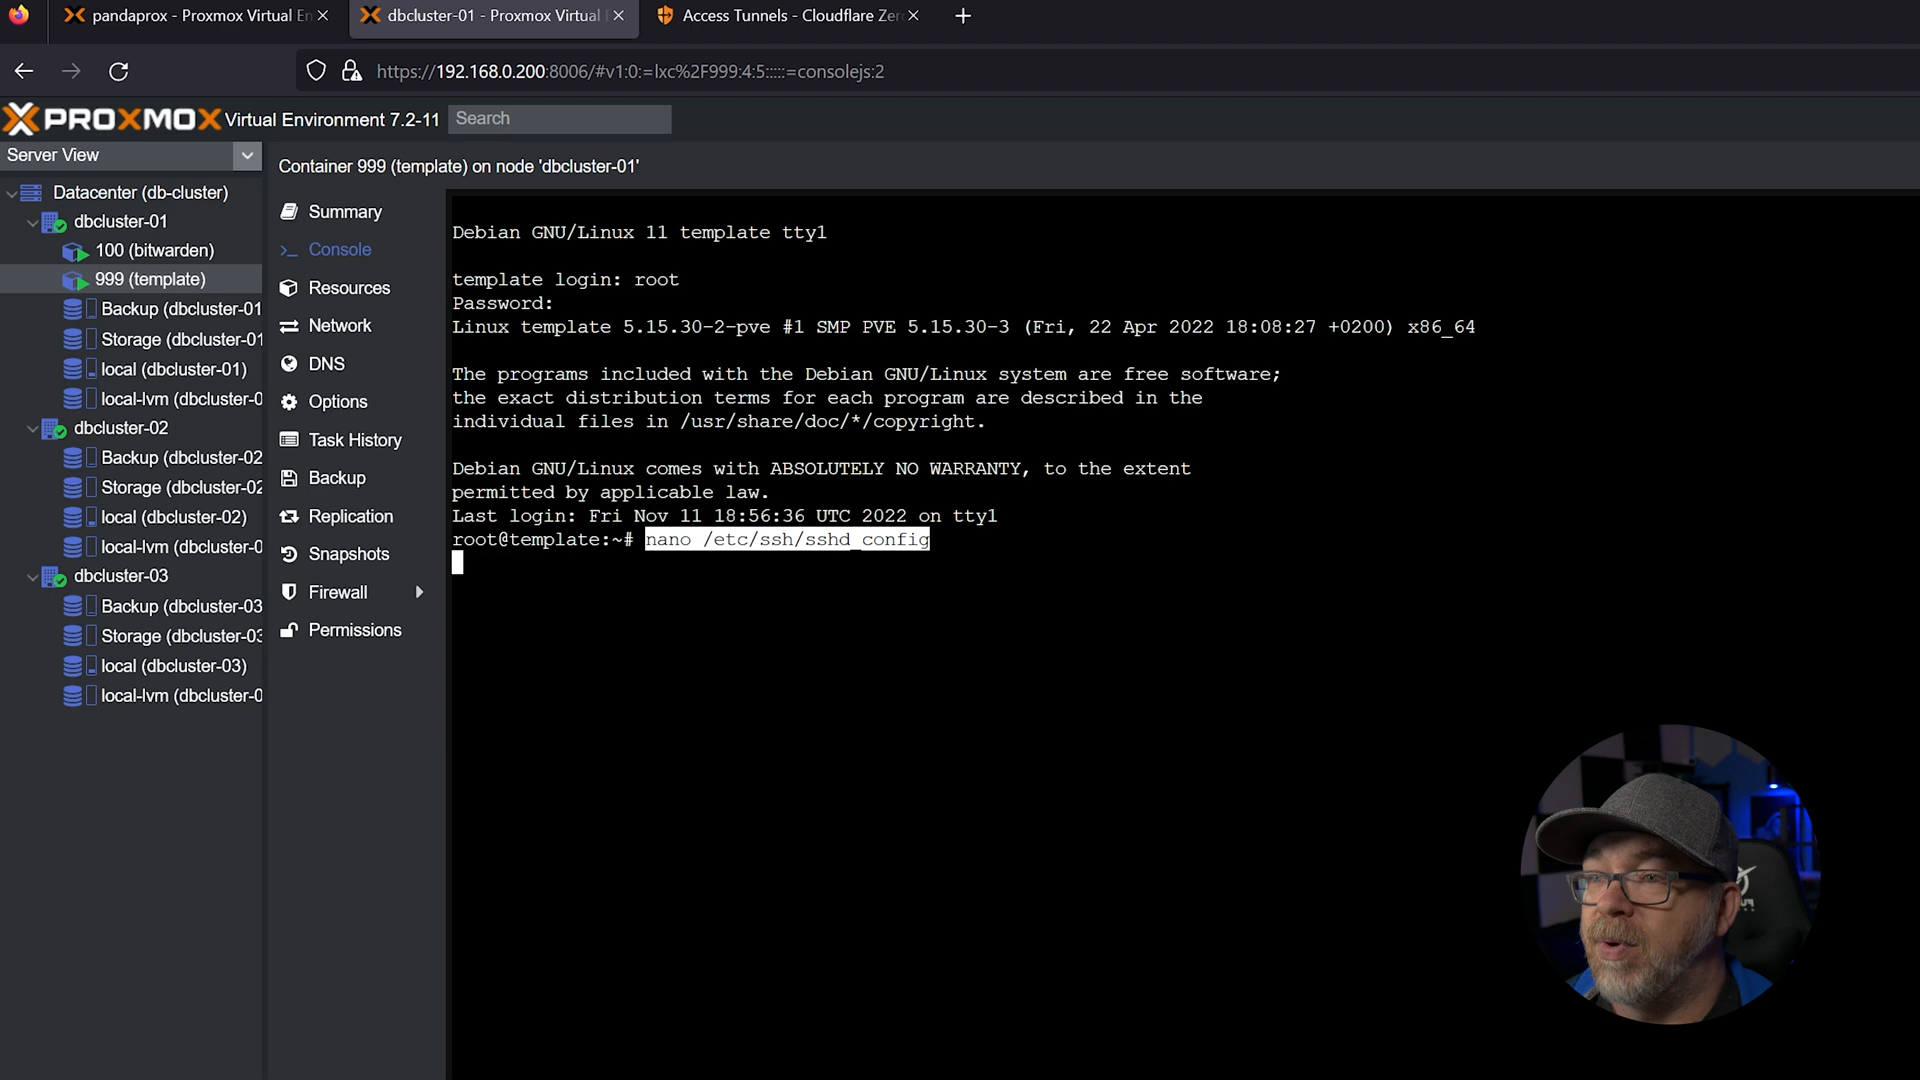 pandaprox - Proxmox Virtual En
dbcluster-01 - Proxmox Virtual
Access Tunnels - Cloudflare Zero
https://192.168.0.200:8006/#v1:0:=lxc%2F999:4:5:::::=consolejs:2
PROXMOX Virtual Environment 7.2-11 Search
Server View
Container 999 (template) on node 'dbcluster-01'
Datacenter (db-cluster)
dbcluster-01
100 (bitwarden)
999 (template)
Backup (dbcluster-01
Storage (dbcluster-01
local (dbcluster-01)
local-lvm (dbcluster-0
dbcluster-02
Backup (dbcluster-02
Storage (dbcluster-02
local (dbcluster-02)
local-lvm (dbcluster-0
dbcluster-03
Backup (dbcluster-03
Storage (dbcluster-03
local (dbcluster-03)
local-lvm (dbcluster-0
Summary
>_ Console
Resources
Network
DNS
Options
Task History
Backup
Replication
Snapshots
Firewall
Permissions
Debian GNU/Linux 11 template tty1
template login: root
Password:
Linux template 5.15.30-2-pve #1 SMP PVE 5.15.30-3 (Fri, 22 Apr 2022 18:08:27 +0200) x86_64
The programs included with the Debian GNU/Linux system are free software;
the exact distribution terms for each program are described in the
individual files in /usr/share/doc/*/copyright.
Debian GNU/Linux comes with ABSOLUTELY NO WARRANTY, to the extent
permitted by applicable law.
Last login: Fri Nov 11 18:56:36 UTC 2022 on tty1
root@template:~# nano /etc/ssh/sshd_config